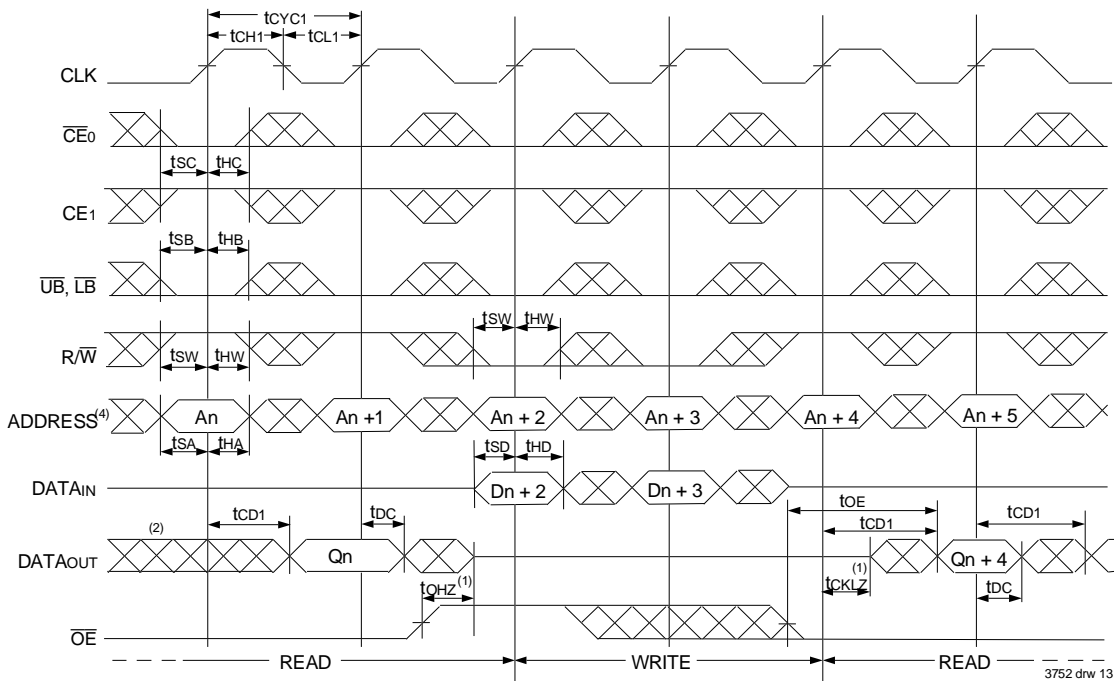 tCYC1
tCH1 tCL1
CLK
CE0
tSC tHC
CE1
tSB tHB
UB, LB
tSW tHW
R/W
tSW tHW
ADDRESS(4) An An +1 An + 2 An + 3 An + 4 An + 5
tSA tHA tSD tHD
DATAIN Dn + 2 Dn + 3
tOE
(2) tCD1 tDC tCD1 tCD1
DATAOUT Qn Qn + 4
tOHZ(1) tCKLZ(1) tDC
OE
READ WRITE READ
3752 drw 13